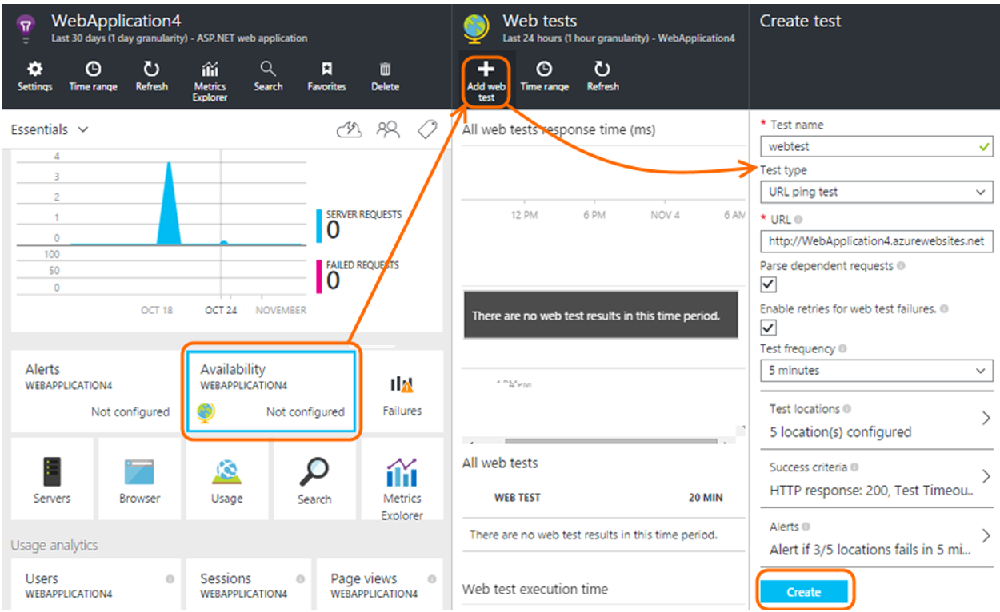 WebApplication4
Last 30 days (1 day granularity) - ASP.NET web application
Settings
Time range
Refresh
Metrics
Explorer
Search
Favorites
Delete
Essentials
4
3
2
1
0
100
50
0
OCT 18
OCT 24
NOVEMBER
SERVER REQUESTS
0
FAILED REQUESTS
0
Alerts
WEBAPPLICATION4
Not configured
Availability
WEBAPPLICATION4
Not configured
Failures
Servers
Browser
Usage
Search
Metrics
Explorer
Usage analytics
Users
WEBAPPLICATION4
Sessions
WEBAPPLICATION4
Page views
WEBAPPLICATION4
Web tests
Last 24 hours (1 hour granularity) - WebApplication4
Add web
test
Time range
Refresh
All web tests response time (ms)
12 PM
6 PM
NOV 4
6 AM
There are no web test results in this time period.
All web tests
WEB TEST
20 MIN
There are no web test results in this time period.
Web test execution time
Create test
* Test name
webtest
Test type
URL ping test
* URL
http://WebApplication4.azurewebsites.net
Parse dependent requests
Enable retries for web test failures.
Test frequency
5 minutes
Test locations
5 location(s) configured
Success criteria
HTTP response: 200, Test Timeou..
Alerts
Alert if 3/5 locations fails in 5 mi...
Create